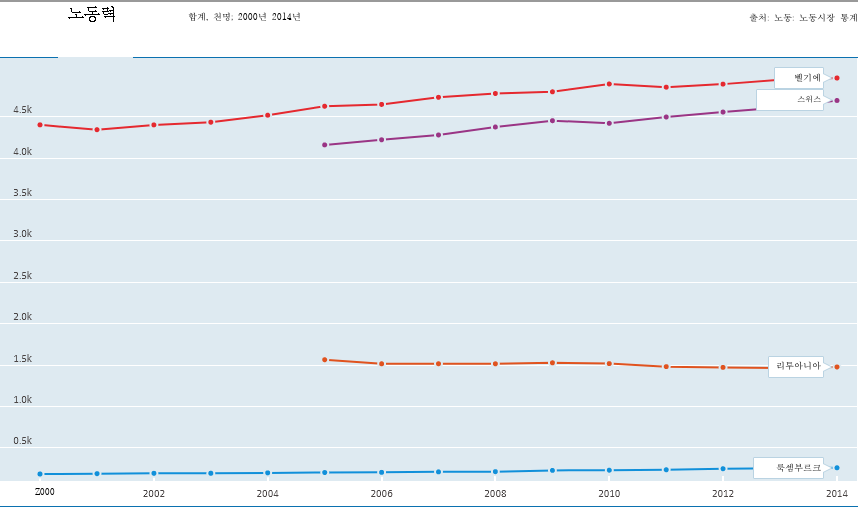 노동력
합계, 천명; 2000년 2014년
출처: 노동: 노동시장 통계
벨기에
스위스
4.5k
4.0k
3.5k
3.0k
2.5k
2.0k
1.5k
리투아니아
1.0k
0.5k
룩셈부르크
2000 2002 2004 2006 2008 2010 2012 2014